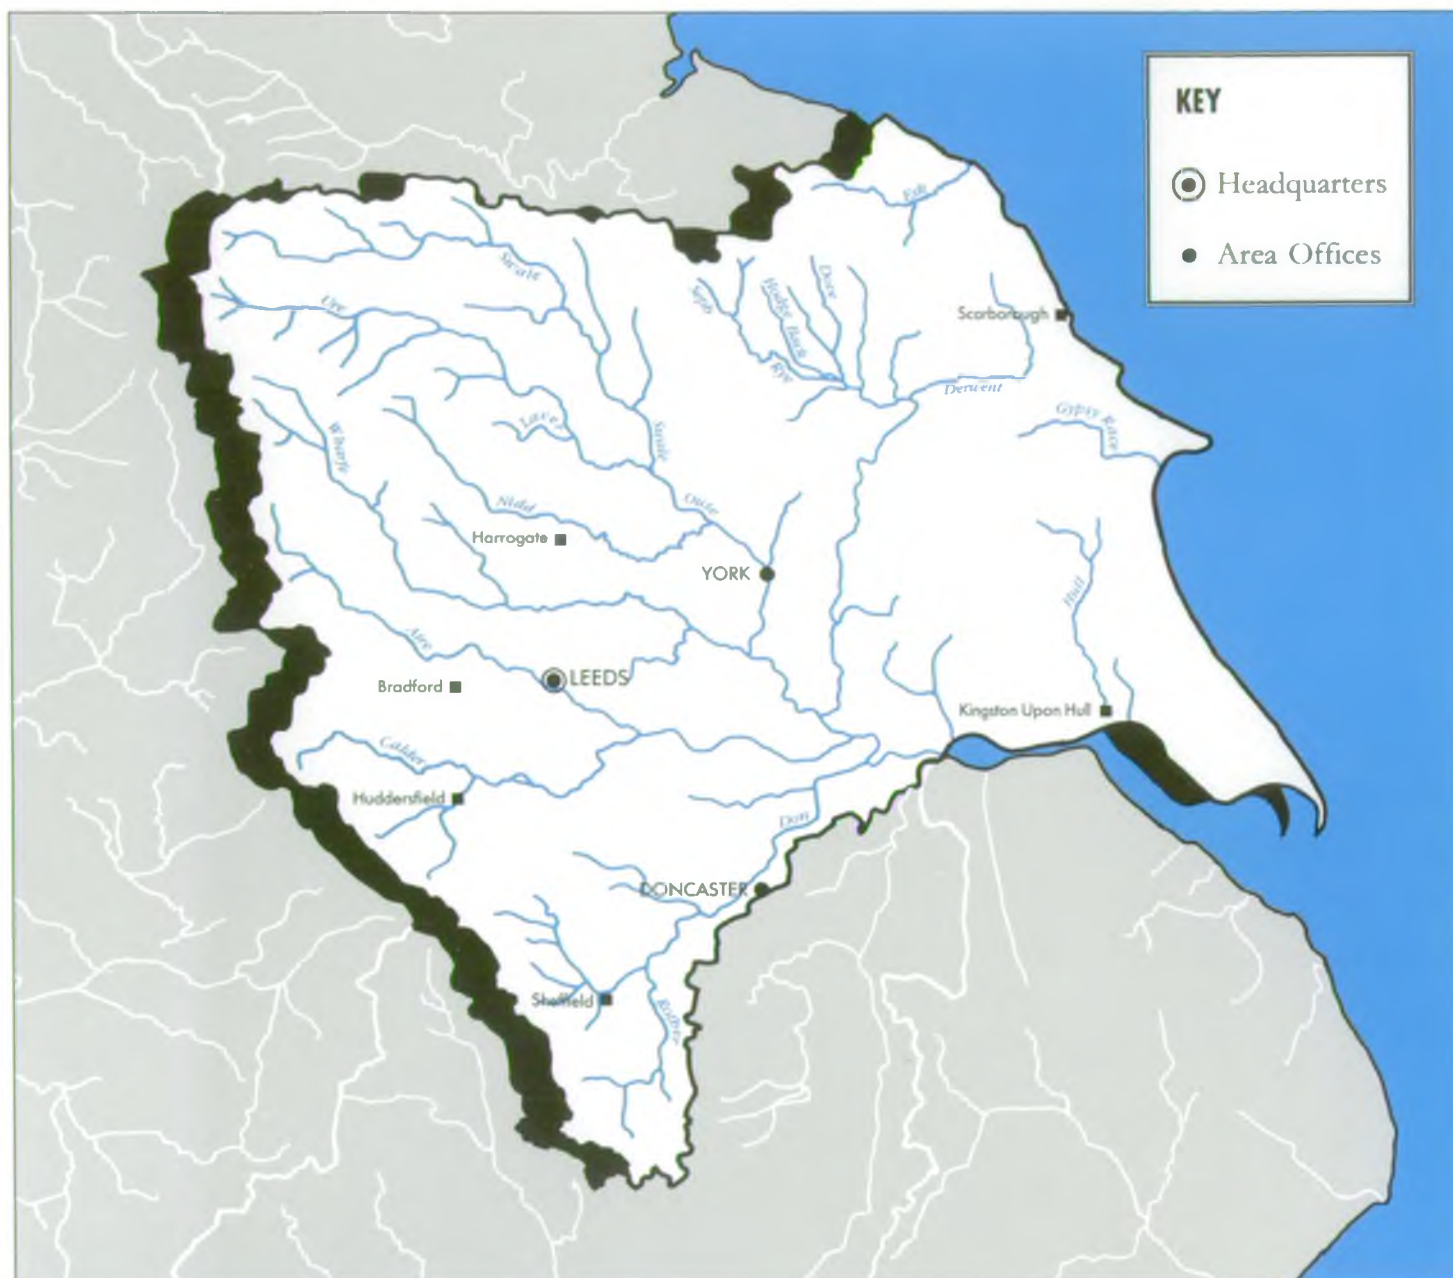 KEY
Headquarters
Area Offices
Esk
Swale
Ure
Seph
Hodge Beck
Dove
Scarborough
Rye
Derwent
Gypsy Race
Wharfe
Laver
Swale
Nidd
Ouse
Harrogate
YORK
Hull
Aire
LEEDS
Bradford
Kingston Upon Hull
Calder
Huddersfield
Don
DONCASTER
Sheffield
Rother